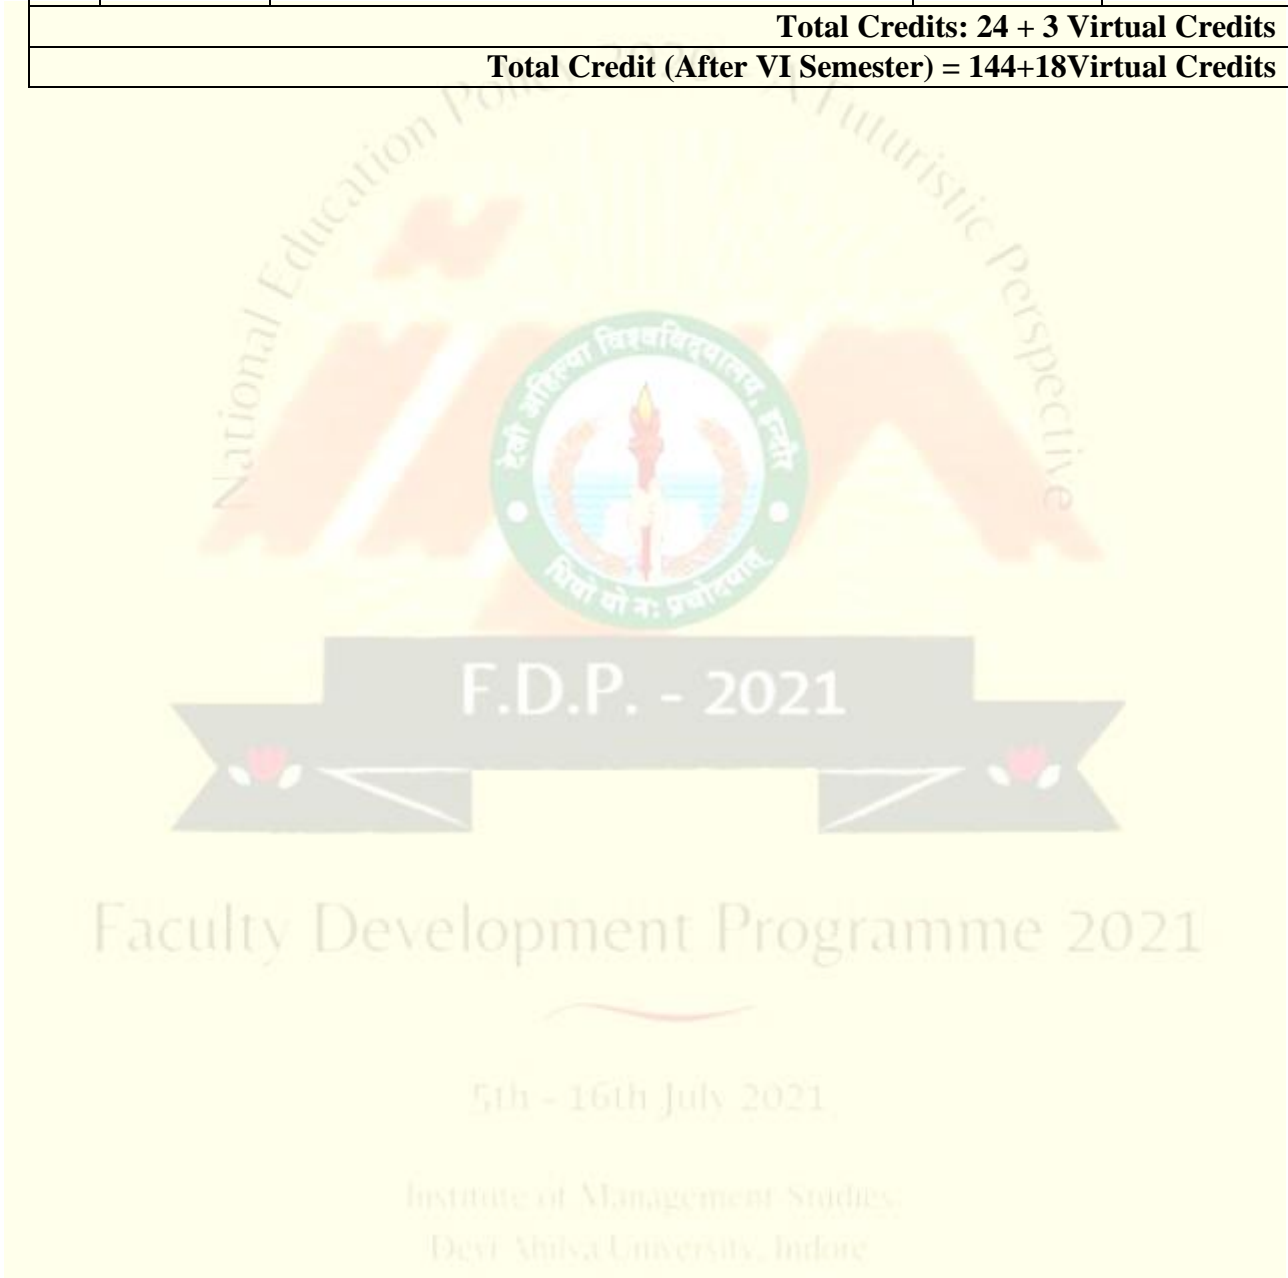 Total Credits: 24 + 3 Virtual Credits
Total Credit (After VI Semester) = 144+18Virtual Credits
National Education Policy 2020 - A Futuristic Perspective
देवी अहिल्या विश्वविद्यालय, इन्दौर
धियो यो न: प्रचोदयात्
F.D.P. - 2021
Faculty Development Programme 2021
5th - 16th July 2021
Institute of Management Studies,
Devi Ahilya University, Indore